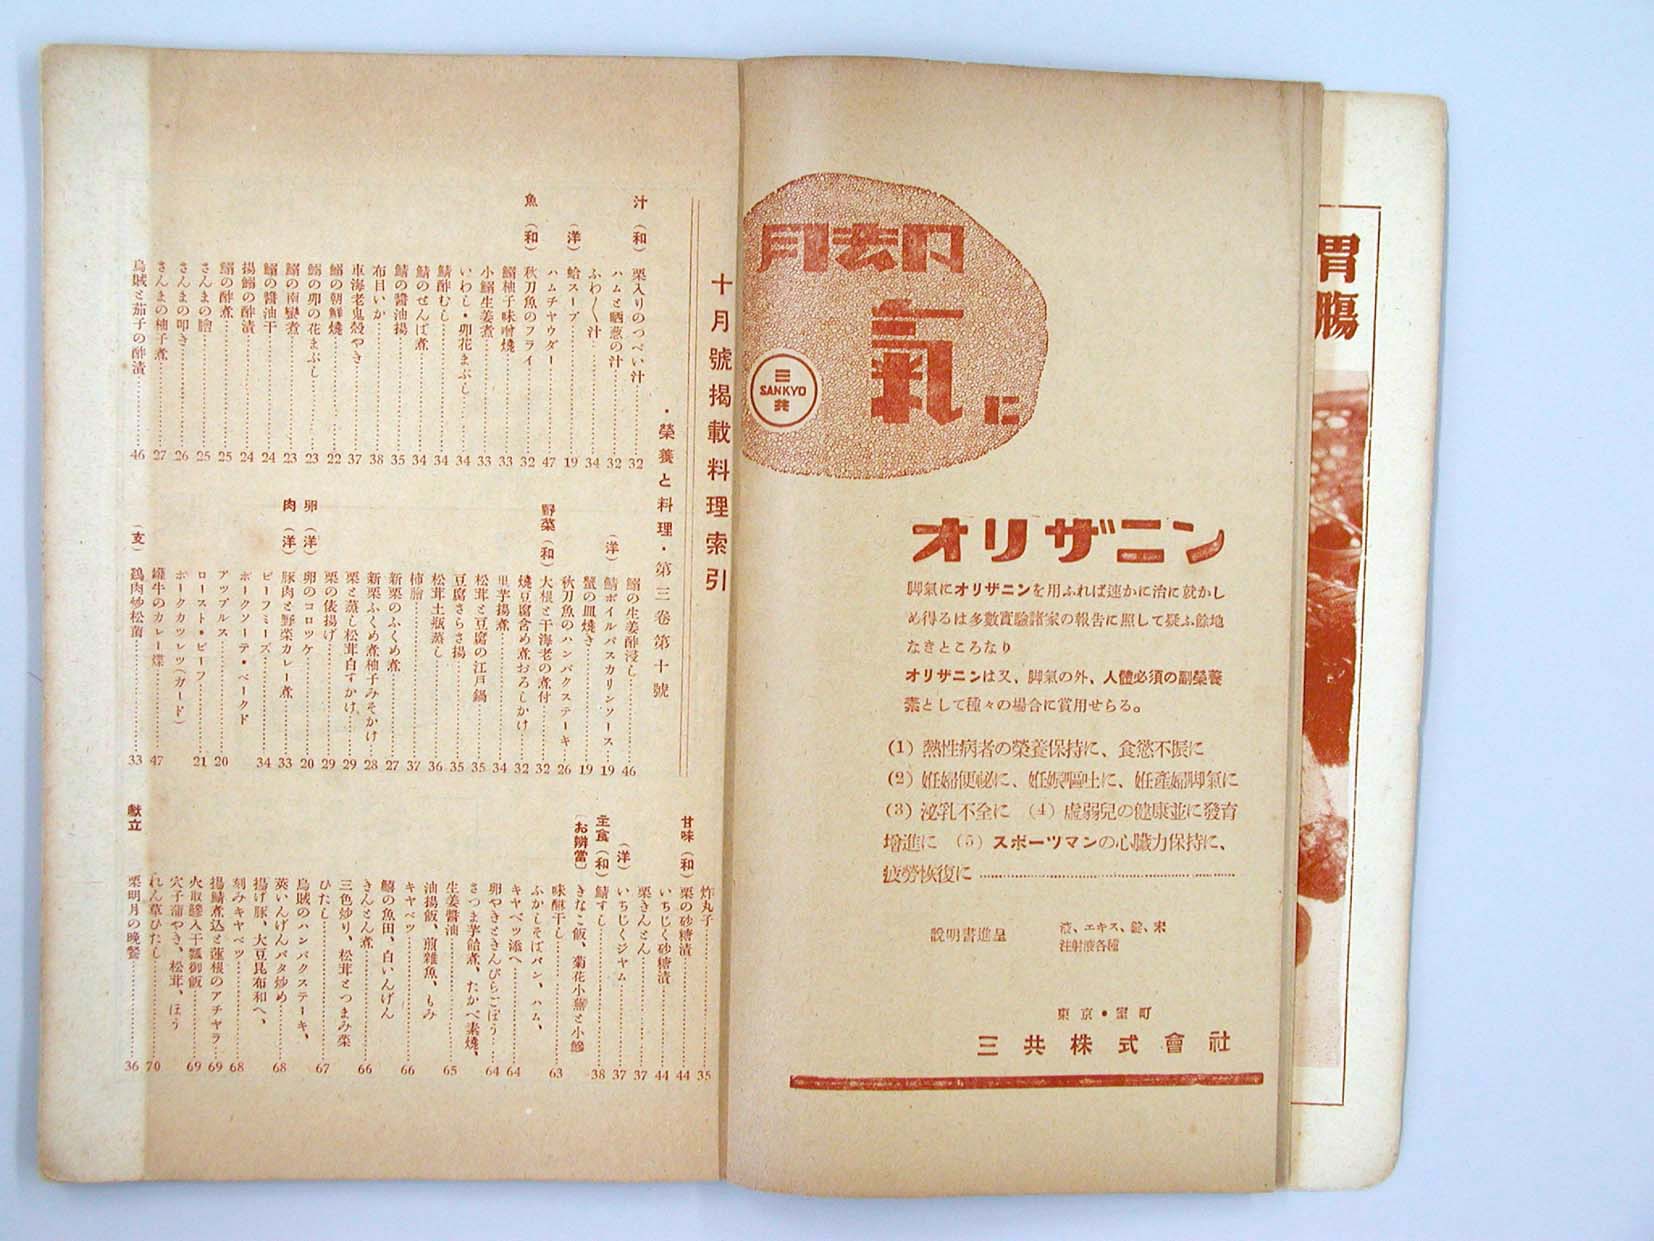 十月號揭載料理索引
・榮養と料理・第三卷第十號
汁(和)
栗入りのつぺい汁 32
ハムと晒葱の汁 32
ふわ〱汁 34
(洋)
蛤スープ 19
ハムチヤウダー 47
魚(和)
秋刀魚のフライ 32
鰯柚子味噌燒 33
小鰯生姜煮 33
いわし・卯花まぶし 34
鯖酢むし 34
鯖のせんば煮 34
鯖の醬油揚 35
布目いか 38
車海老鬼殼やき 37
鰯の朝鮮燒 22
鰯の卯の花まぶし 23
鰯の南蠻煮 23
鰯の醬油干 24
揚鰯の酢漬 24
鰯の酢煮 25
さんまの膾 25
さんまの叩き 26
さんまの柚子煮 27
烏賊と茄子の酢漬 46
鰯の生姜酢浸し 46
(洋)
鯖ボイルバスカリンソース 19
蟹の皿燒き 19
秋刀魚のハンバクステーキ 26
野菜(和)
大根と干海老の煮付 32
燒豆腐含め煮おろしかけ 32
里芋揚煮 34
松茸と豆腐の江戶鍋 35
豆腐さらさ揚 35
松茸土瓶蒸し 36
柿膾 37
新栗のふくめ煮 27
新栗ふくめ煮柚子みそかけ 28
栗と蒸し松茸白すかけ 29
栗の俵揚げ 29
卵(洋)
卵のコロツケ 20
肉(洋)
豚肉と野菜カレー煮 33
ビーフミーズ 34
ポークソーテ・ベークド
アツプルス 20
ロースト・ビーフ 21
ポークカツレツ(カード)
罐牛のカレー煠 47
(支)
鷄肉炒松茵 33
炸丸子 35
甘味(和)
栗の砂糖漬 44
いちじく砂糖漬 44
栗きんとん 37
(洋)
いちじくジヤム 37
主食(和)
鯖すし 38
〔お辨當〕
きなこ飯、菊花小蕪と小鰺
味醂干し 63
ふかしそばパン、ハム、
キヤベツ添へ 64
卵やきときんぴらごぼう 64
さつま芋飴煮、たかべ素燒、
生姜醬油 65
油揚飯、煎雜魚、もみ
キヤベツ 66
鯔の魚田、白いんげん
きんとん煮 66
三色炒り、松茸とつまみ菜
ひたし 67
烏賊のハンバクステーキ、
莢いんげんバタ炒め 68
揚げ豚、大豆昆布和へ、
刻みキヤベツ 68
揚鯖煮込と蓮根のアチヤラ 69
火取鰺入干瓢御飯 69
穴子蒲やき、松茸、ほう
れん草ひたし 70
獻立
栗明月の晚餐 36
脚氣に
三
SANKYO
共
オリザニン
脚氣にオリザニンを用ふれば速かに治に就かし
め得るは多數實驗諸家の報告に照して疑ふ餘地
なきところなり
オリザニンは又、脚氣の外、人體必須の副榮養
素として種々の場合に賞用せらる。
(1) 熱性病者の榮養保持に、食慾不振に
(2) 妊婦便祕に、妊娠嘔吐に、妊產婦脚氣に
(3) 泌乳不全に (4) 虛弱兒の健康並に發育
增進に (5) スポーツマンの心臟力保持に、
疲勞恢復に
說明書進呈
液、エキス、錠、末
注射液各種
東京・室町
三共株式會社
胃
腸